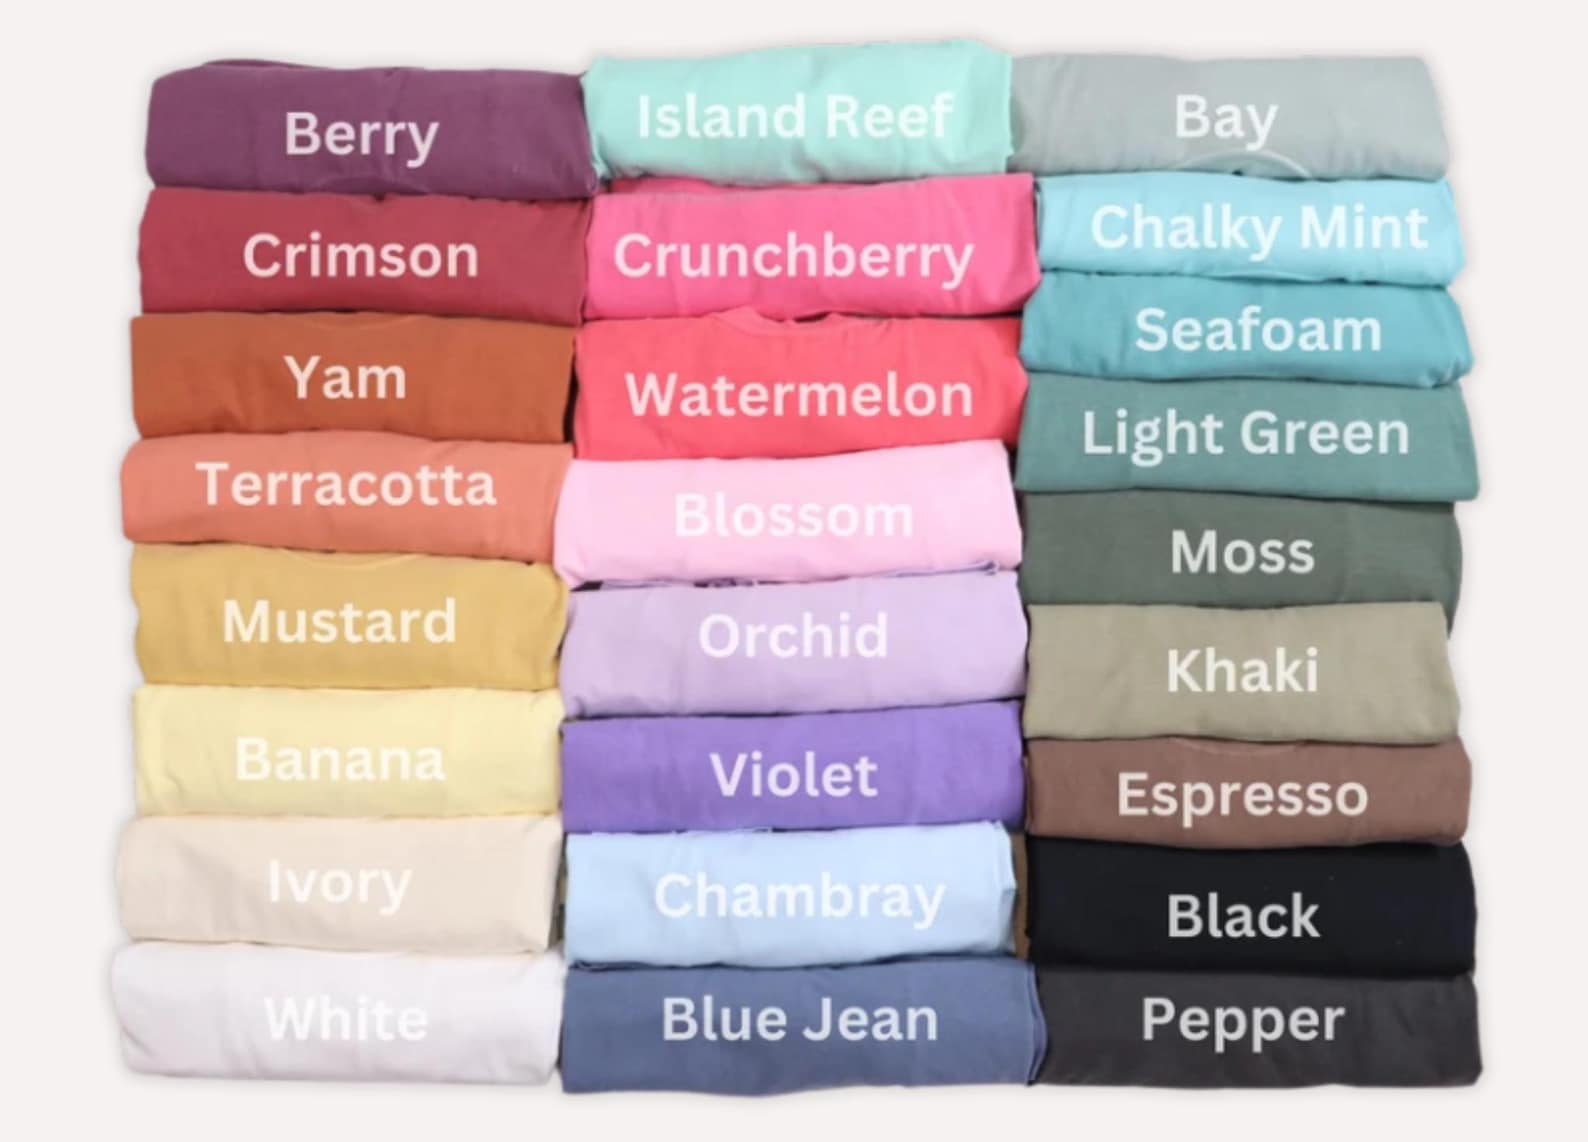 Berry
Crimson
Yam
Terracotta
Mustard
Banana
Ivory
White
Island Reef
Crunchberry
Watermelon
Blossom
Orchid
Violet
Chambray
Blue Jean
Bay
Chalky Mint
Seafoam
Light Green
Moss
Khaki
Espresso
Black
Pepper